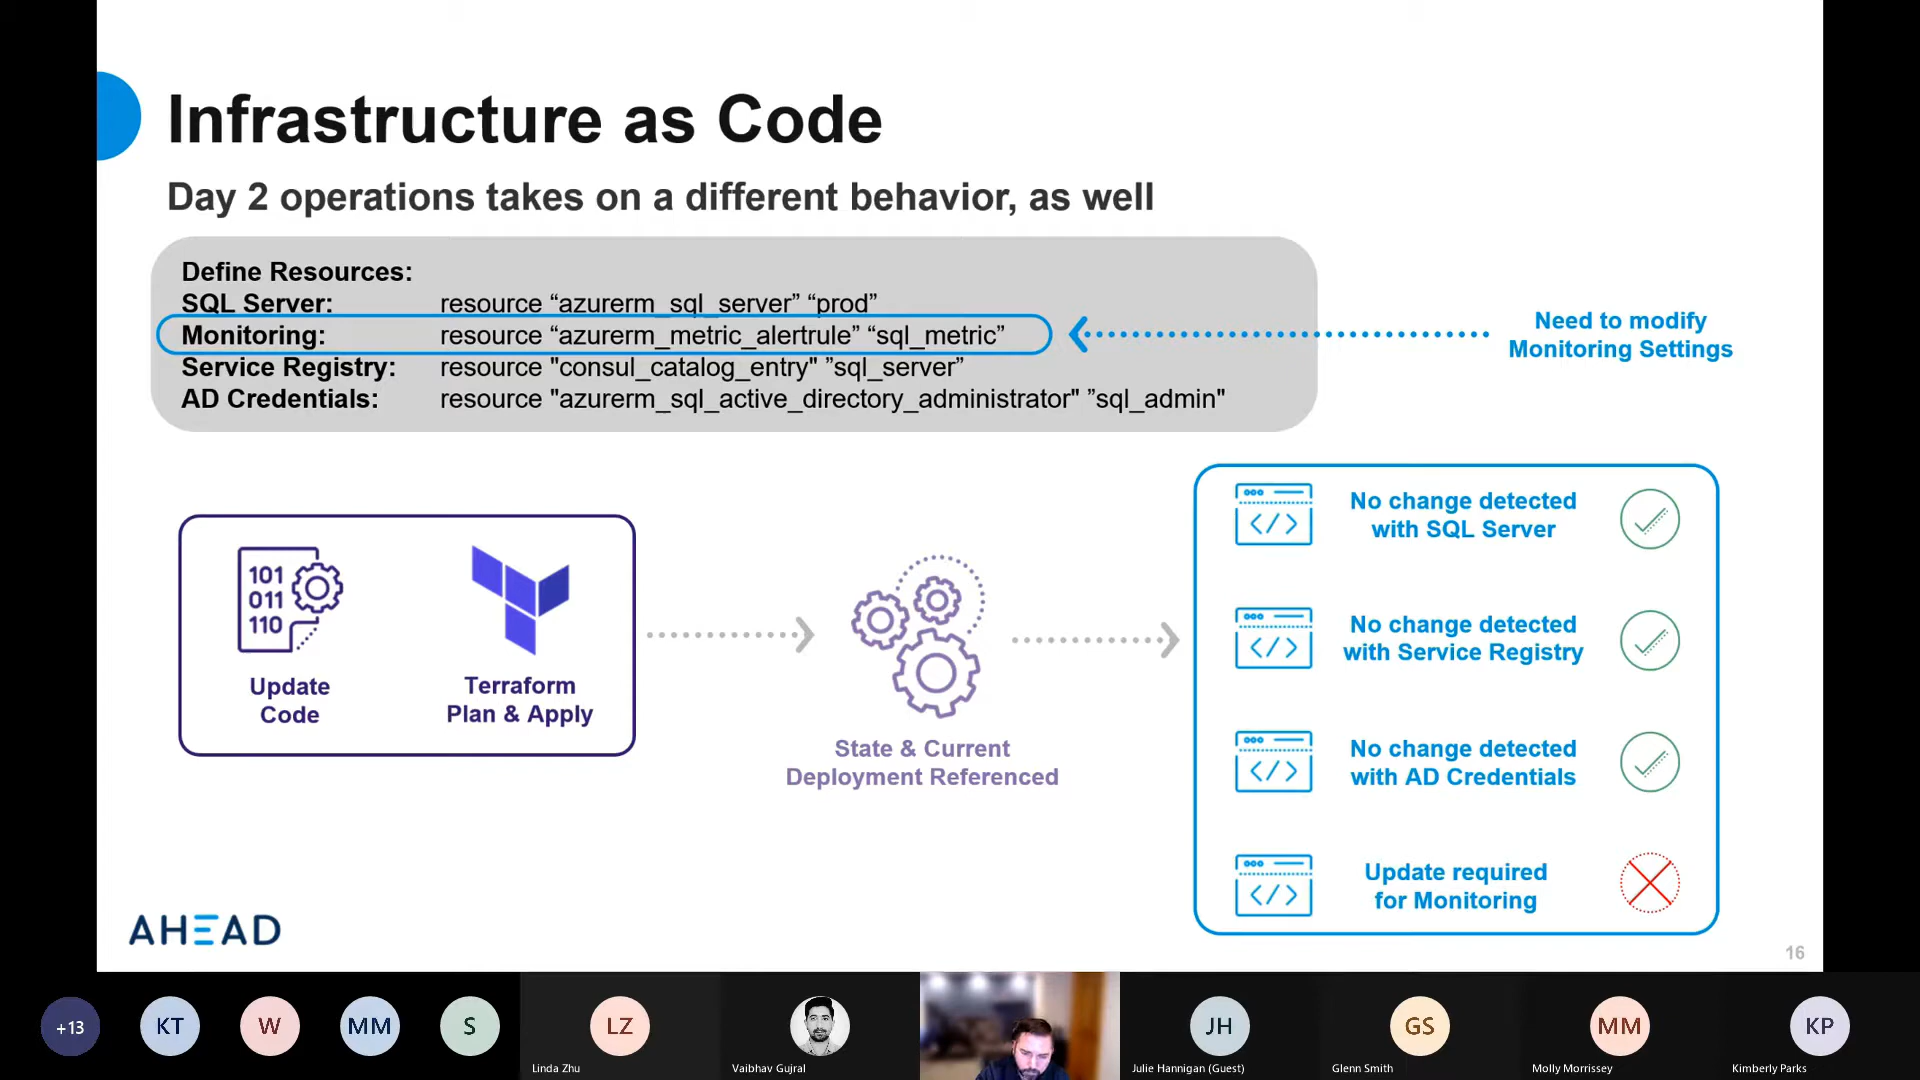 Infrastructure as Code
Day 2 operations takes on a different behavior, as well
Define Resources:
SQL Server: resource “azurerm_sql_server” “prod”
Monitoring: resource “azurerm_metric_alertrule” “sql_metric”
Service Registry: resource "consul_catalog_entry" ”sql_server”
AD Credentials: resource "azurerm_sql_active_directory_administrator" ”sql_admin"
Need to modify
Monitoring Settings
101
011
110
Update
Code
Terraform
Plan & Apply
State & Current
Deployment Referenced
No change detected
with SQL Server
No change detected
with Service Registry
No change detected
with AD Credentials
Update required
for Monitoring
AHEAD
16
+13
KT
W
MM
S
LZ
Linda Zhu
Vaibhav Gujral
JH
Julie Hannigan (Guest)
GS
Glenn Smith
MM
Molly Morrissey
KP
Kimberly Parks